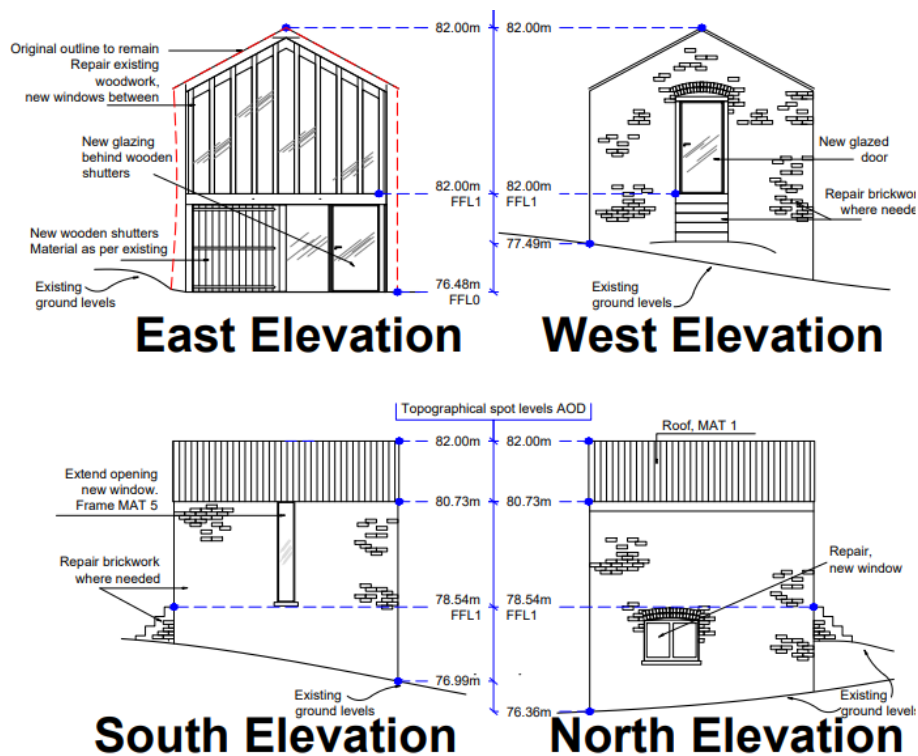 82.00m
82.00m
Original outline to remain
Repair existing
woodwork,
new windows between
New glazing
behind wooden
shutters
New glazed
door
82.00m
FFL1
82.00m
FFL1
Repair brickwork
where needed
New wooden shutters
Material as per existing
77.49m
Existing
ground levels
76.48m
FFL0
Existing
ground levels
East Elevation
West Elevation
Topographical spot levels AOD
Roof, MAT 1
82.00m
82.00m
Extend opening
new window.
Frame MAT 5
80.73m
80.73m
Repair brickwork
where needed
Repair,
new window
78.54m
FFL1
78.54m
FFL1
76.99m
Existing
ground levels
76.36m
Existing
ground levels
South Elevation
North Elevation